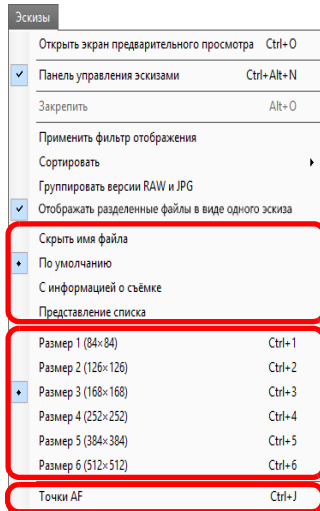 Эскизы
Открыть экран предварительного просмотра Ctrl+O
Панель управления эскизами Ctrl+Alt+N
Закрепить Alt+O
Применить фильтр отображения
Сортировать
Группировать версии RAW и JPG
Отображать разделенные файлы в виде одного эскиза
Скрыть имя файла
По умолчанию
С информацией о съёмке
Представление списка
Размер 1 (84×84) Ctrl+1
Размер 2 (126×126) Ctrl+2
Размер 3 (168×168) Ctrl+3
Размер 4 (252×252) Ctrl+4
Размер 5 (384×384) Ctrl+5
Размер 6 (512×512) Ctrl+6
Точки AF Ctrl+J